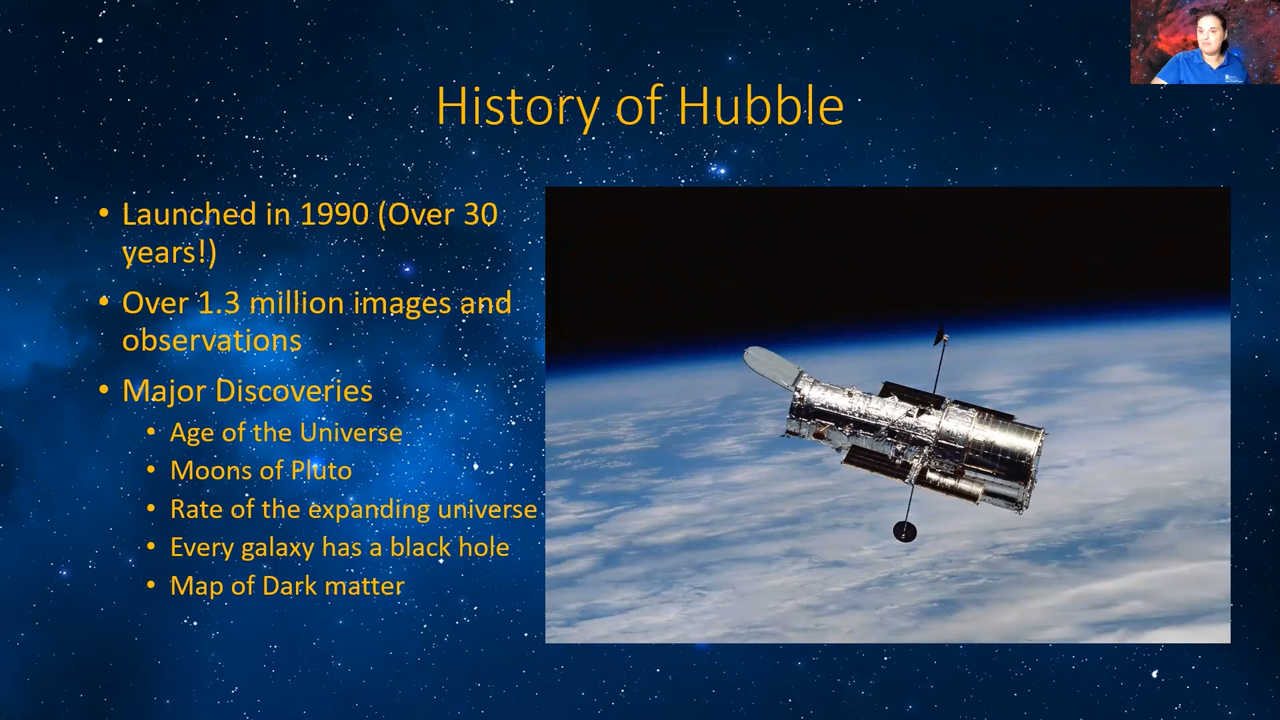 History of Hubble
• Launched in 1990 (Over 30
years!)
• Over 1.3 million images and
observations
• Major Discoveries
• Age of the Universe
• Moons of Pluto
• Rate of the expanding universe
• Every galaxy has a black hole
• Map of Dark matter